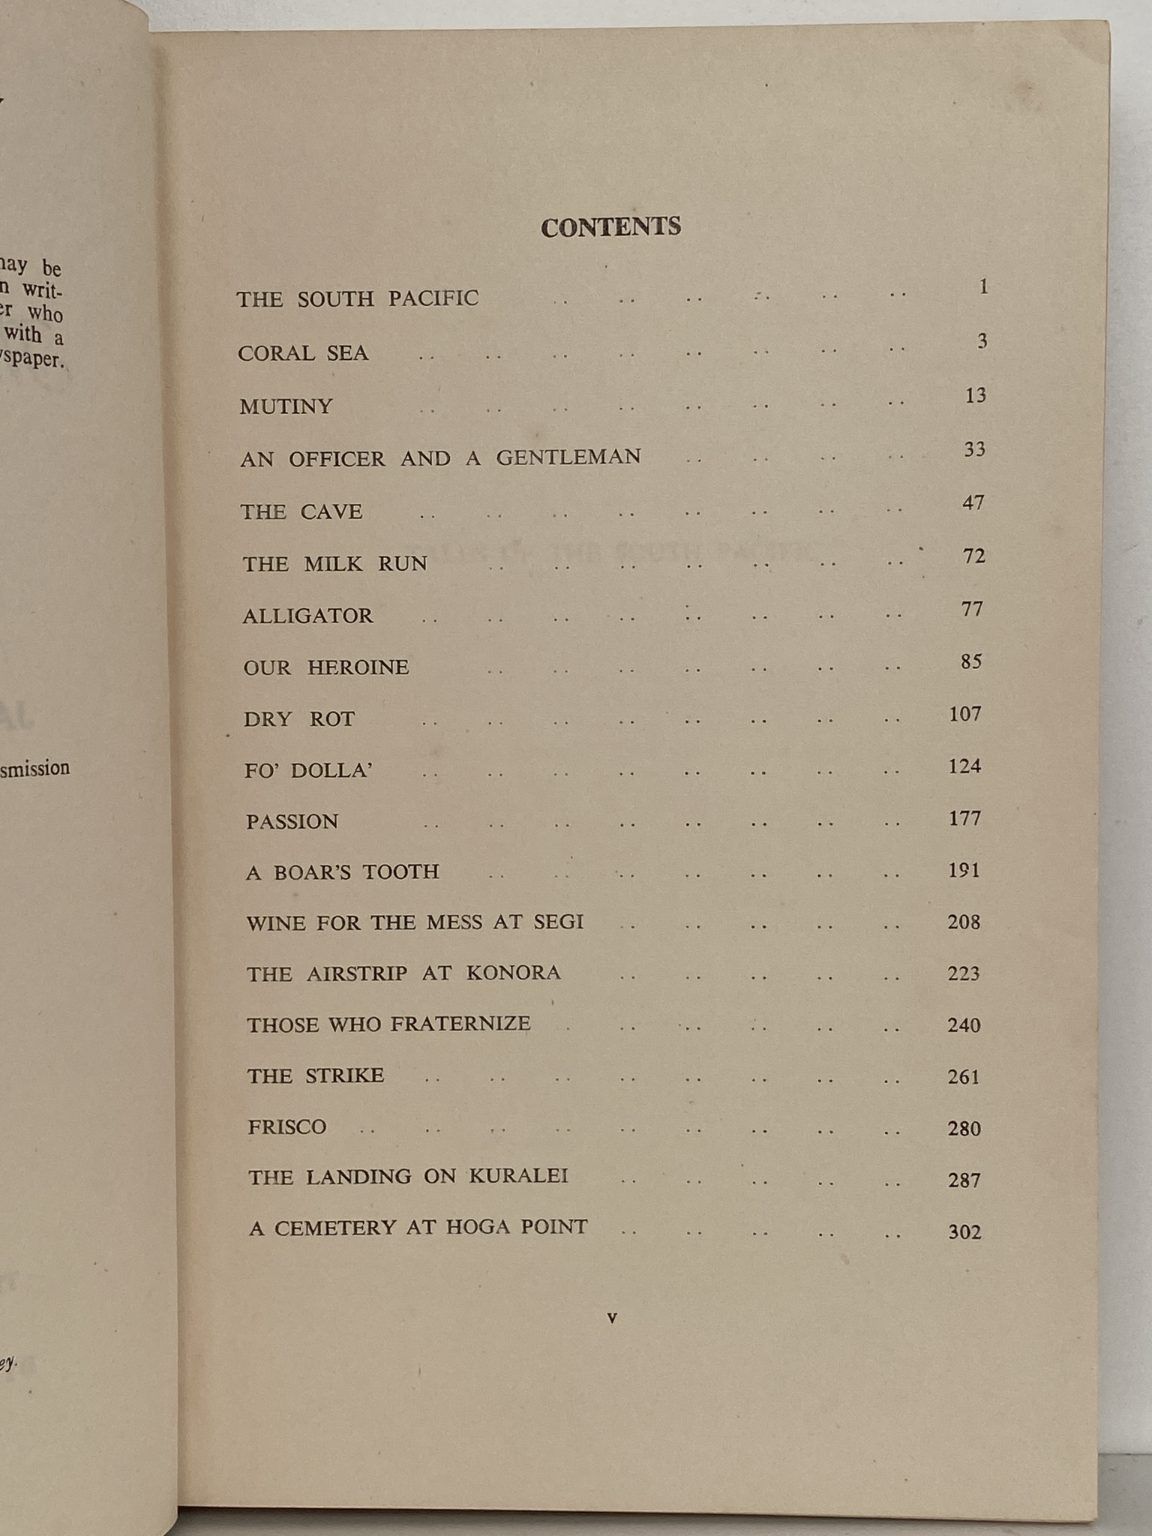 may be
writ-
who
with a
smission
CONTENTS
THE SOUTH PACIFIC .. .. .. .. .. .. 1
CORAL SEA .. .. .. .. .. .. .. .. 3
MUTINY .. .. .. .. .. .. .. .. 13
AN OFFICER AND A GENTLEMAN .. .. .. .. 33
THE CAVE .. .. .. .. .. .. .. .. 47
THE MILK RUN .. .. .. .. .. .. .. 72
ALLIGATOR .. .. .. .. .. .. .. .. 77
OUR HEROINE .. .. .. .. .. .. .. 85
DRY ROT .. .. .. .. .. .. .. .. 107
FO' DOLLA' .. .. .. .. .. .. .. .. 124
PASSION .. .. .. .. .. .. .. .. 177
A BOAR'S TOOTH .. .. .. .. .. .. .. 191
WINE FOR THE MESS AT SEGI .. .. .. .. .. 208
THE AIRSTRIP AT KONORA .. .. .. .. .. 223
THOSE WHO FRATERNIZE . .. .. .. .. .. 240
THE STRIKE .. .. .. .. .. .. .. .. 261
FRISCO .. .. .. .. .. .. .. .. .. 280
THE LANDING ON KURALEI .. .. .. .. .. 287
A CEMETERY AT HOGA POINT .. .. .. .. .. 302
v